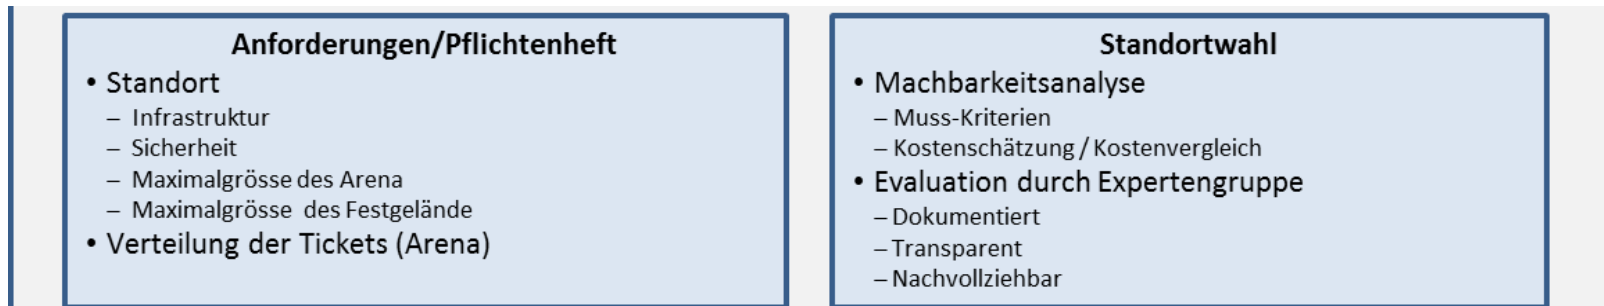 Anforderungen/Pflichtenheft
• Standort
– Infrastruktur
– Sicherheit
– Maximalgrösse des Arena
– Maximalgrösse des Festgelände
• Verteilung der Tickets (Arena)
Standortwahl
• Machbarkeitsanalyse
– Muss-Kriterien
– Kostenschätzung / Kostenvergleich
• Evaluation durch Expertengruppe
– Dokumentiert
– Transparent
– Nachvollziehbar